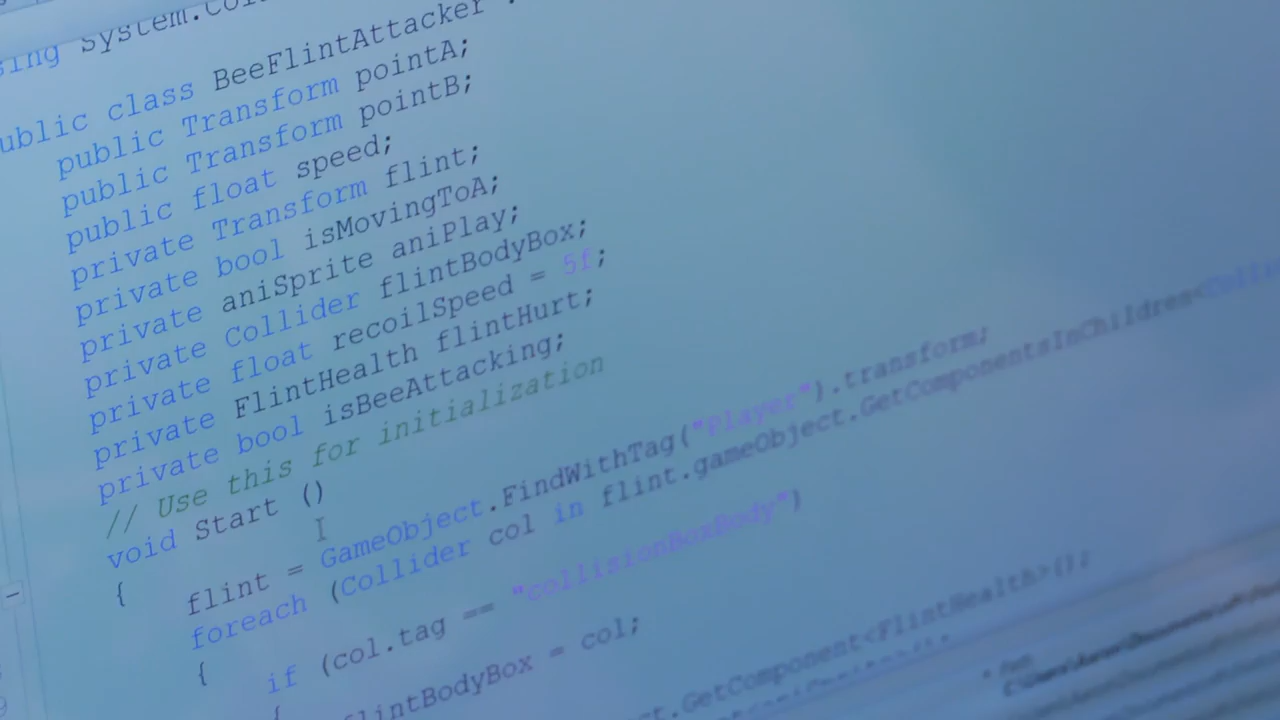 System.
public class BeeFlintAttacker
public Transform pointA;
public Transform pointB;
public float speed;
private Transform flint;
private bool isMovingToA;
private aniSprite aniPlay;
private Collider flintBodyBox;
private float recoilSpeed = 5f;
private FlintHealth flintHurt;
private bool isBeeAttacking;
// Use this for initialization
void Start ()
{
flint = GameObject.FindWithTag("Player").transform;
foreach (Collider col in flint.gameObject.GetComponentsInChildren<
{
if (col.tag == "collisionBoxBody")
{
flintBodyBox = col;
.GetComponent<FlintHealth>();